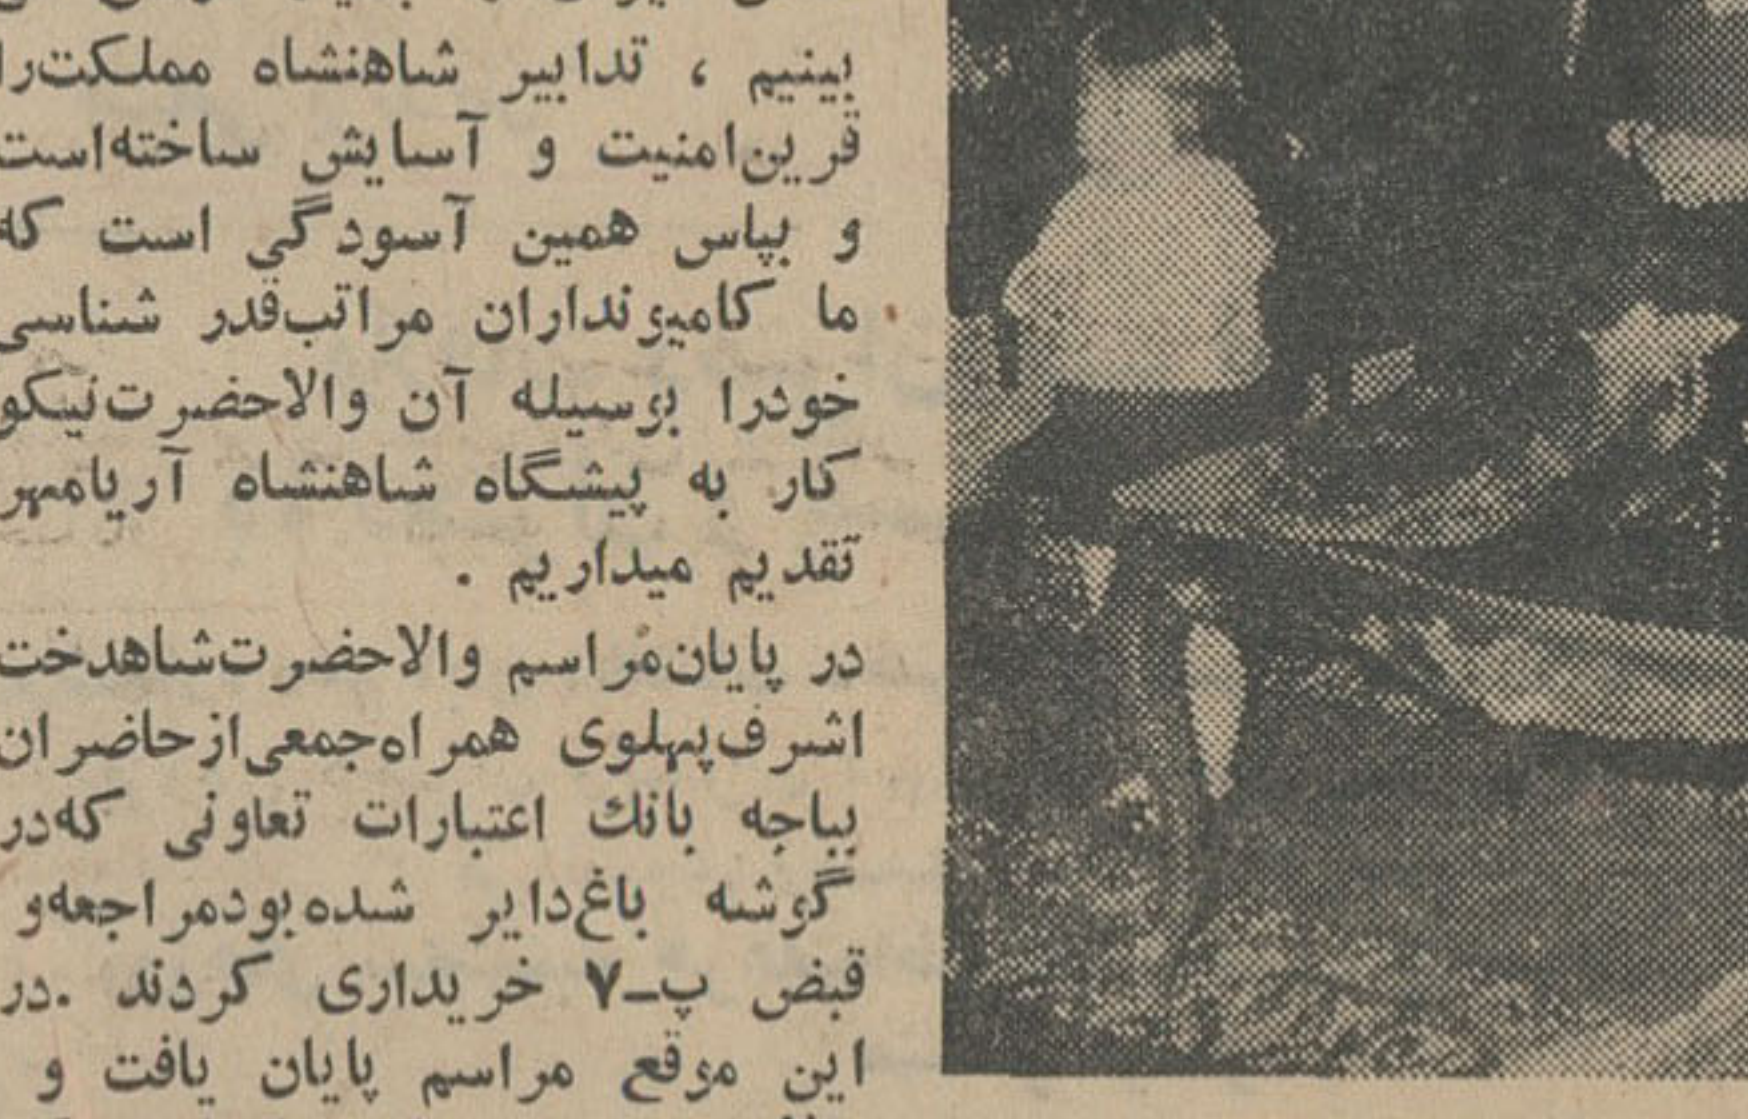 بینیم ، تدابیر شاهنشاه مملکت‌را
قرین‌امنیت و آسایش ساخته‌است
و بپاس همین آسودگی است که
ما کامیونداران مراتب‌قدر شناسی
خودرا بوسیله آن والاحضرت‌نیکو
کار به پیشگاه شاهنشاه آریامهر
تقدیم میداریم .
در پایان‌مراسم والاحضرت‌شاهدخت
اشرف‌پهلوی همراه‌جمعی‌ازحاضران
بباجه بانك اعتبارات تعاونی که‌در
گوشه باغ‌دایر شده‌بودمراجعه‌و
قبض پ–۷ خریداری کردند .در
این موقع مراسم پایان یافت و